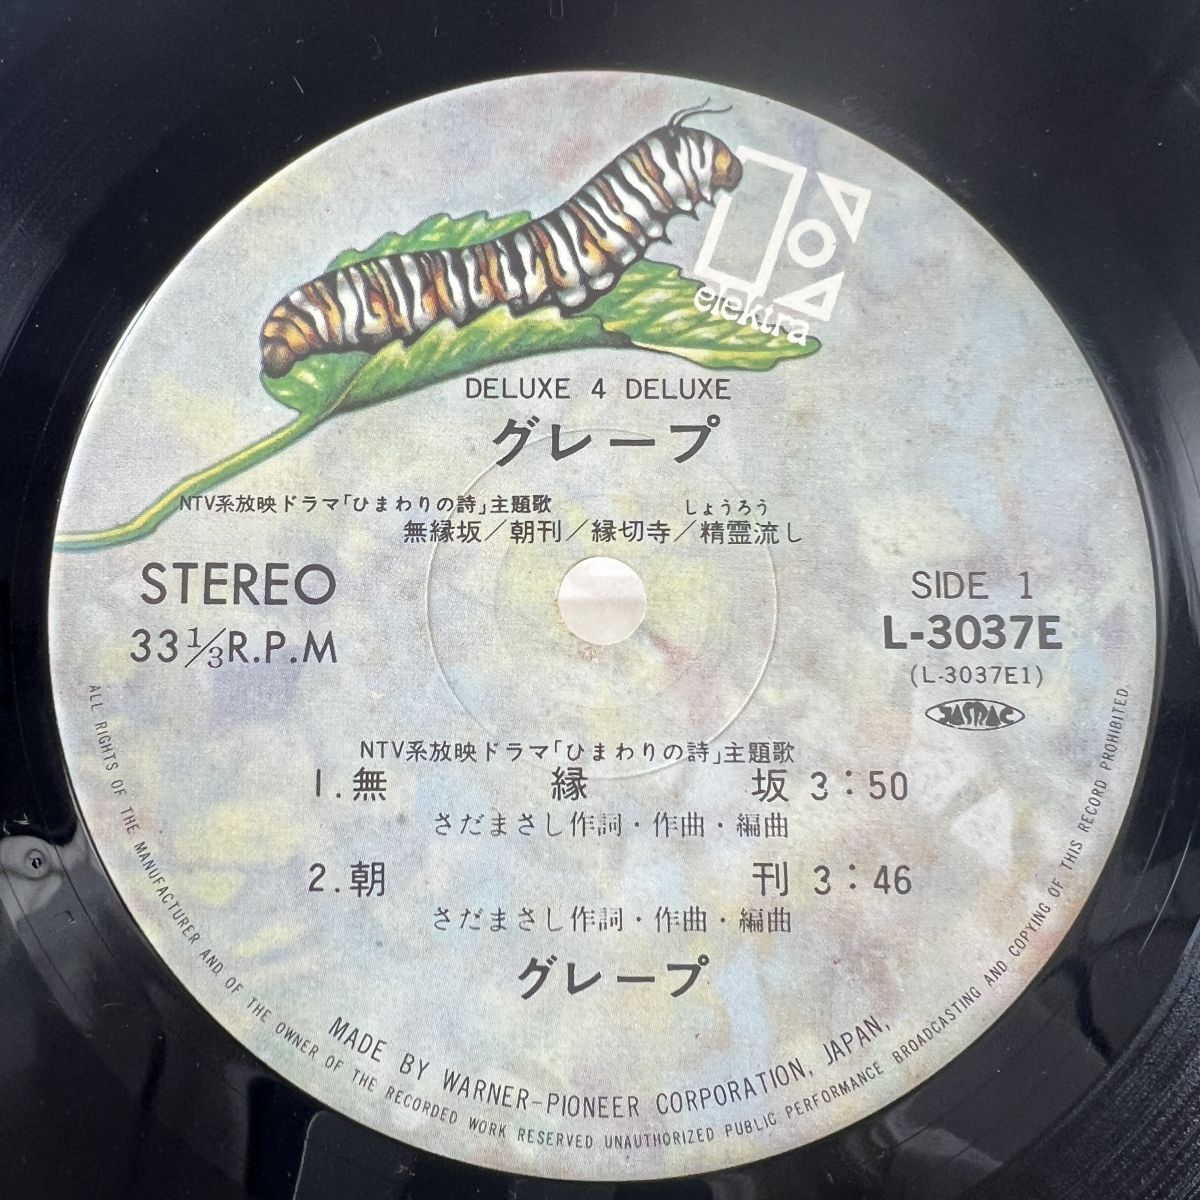 elektra
DELUXE 4 DELUXE
グレープ
NTV系放映ドラマ「ひまわりの詩」主題歌
しょうろう
無縁坂／朝刊／縁切寺／精霊流し
STEREO
33 1/3 R.P.M
SIDE 1
L-3037E
(L-3037E1)
JASRAC
NTV系放映ドラマ「ひまわりの詩」主題歌
1. 無縁坂 3：50
さだまさし作詞・作曲・編曲
2. 朝刊 3：46
さだまさし作詞・作曲・編曲
グレープ
MADE BY WARNER-PIONEER CORPORATION, JAPAN,
ALL RIGHTS OF THE MANUFACTURER AND OF THE OWNER OF THE RECORDED WORK RESERVED UNAUTHORIZED PUBLIC PERFORMANCE BROADCASTING AND COPYING OF THIS RECORD PROHIBITED